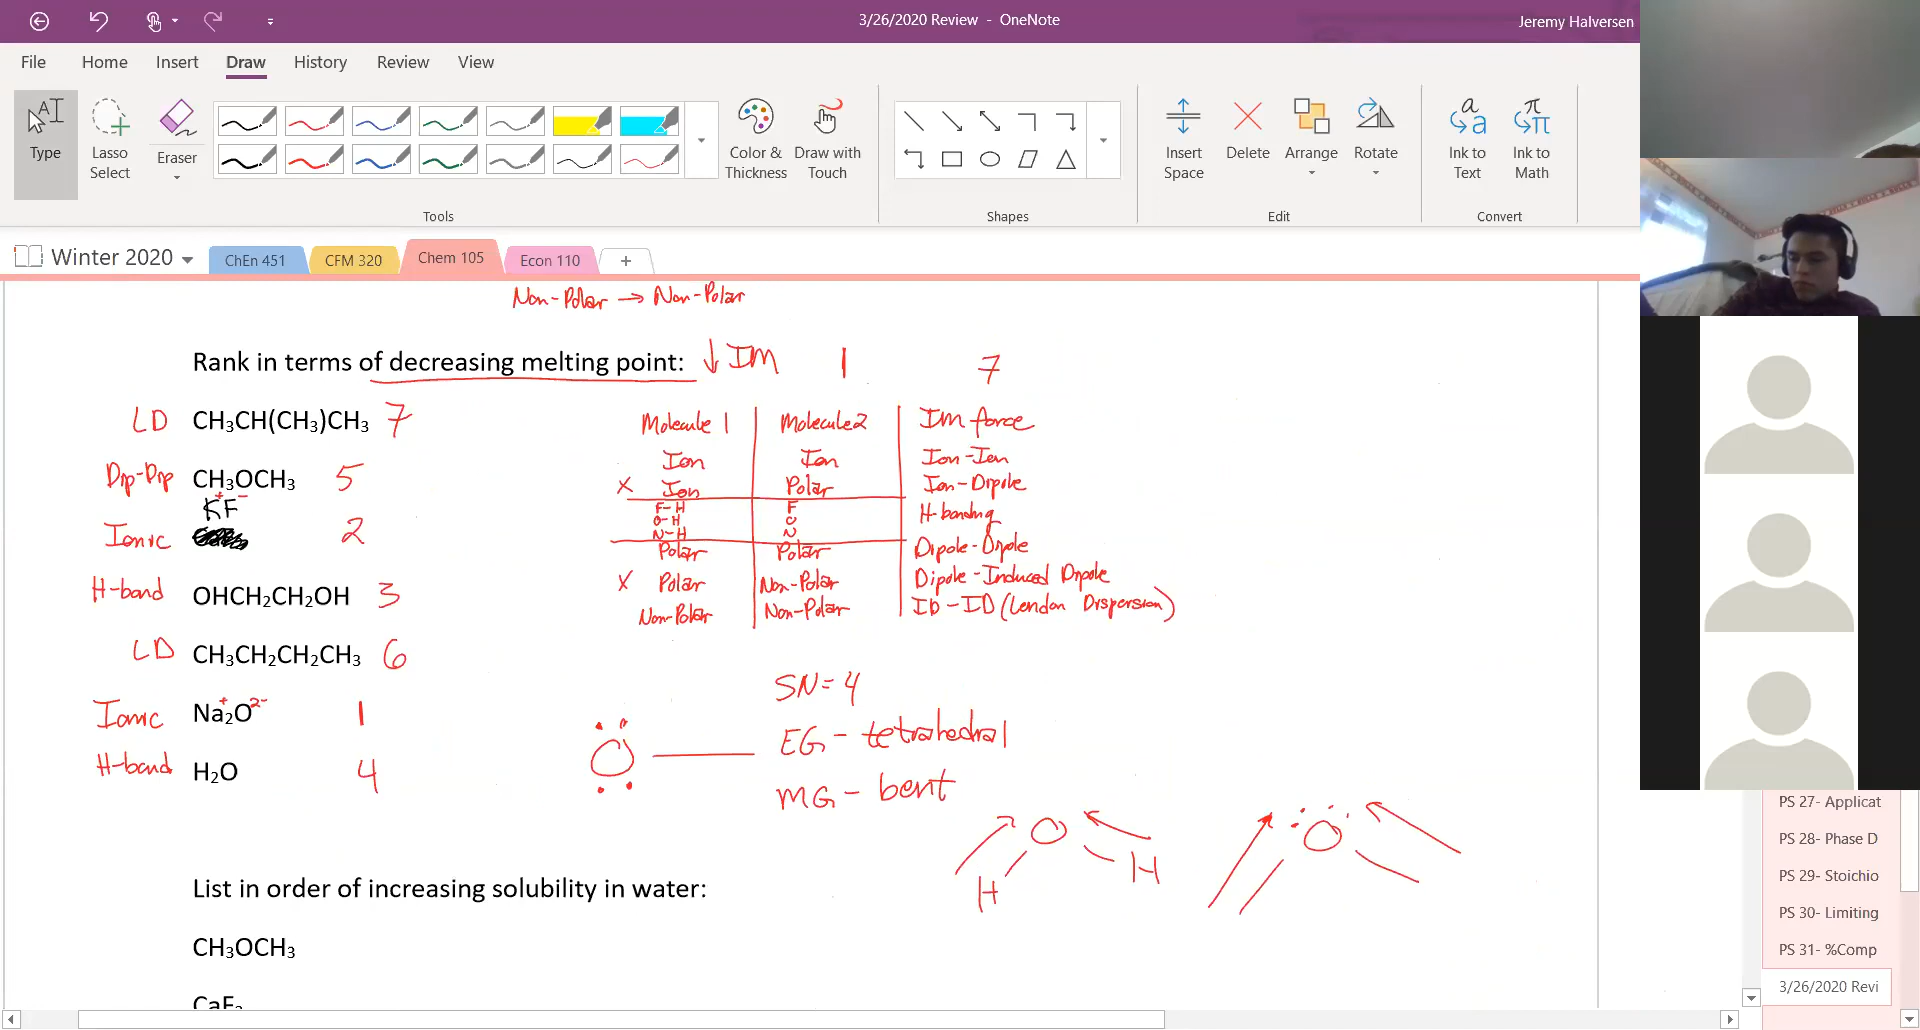 3/26/2020 Review - OneNote
Jeremy Halversen
File Home Insert Draw History Review View
Type
Lasso Select
Eraser
Color & Thickness
Draw with Touch
Insert Space
Delete
Arrange
Rotate
Ink to Text
Ink to Math
Tools
Shapes
Edit
Convert
Winter 2020
ChEn 451
CFM 320
Chem 105
Econ 110
+
Non-Polar → Non-Polar
Rank in terms of decreasing melting point: ↓ IM 1 7
LD CH₃CH(CH₃)CH₃ 7
Dip-Dip CH₃OCH₃ 5
K⁺F⁻
Ionic 2
H-bond OHCH₂CH₂OH 3
LD CH₃CH₂CH₂CH₃ 6
Ionic Na₂⁺O²⁻ 1
H-bond H₂O 4
Molecule 1 Molecule 2 IM force
Ion Ion Ion-Ion
X Ion Polar Ion-Dipole
F-H F
O-H O H-bonding
N-H N
Polar Polar Dipole-Dipole
X Polar Non-Polar Dipole-Induced Dipole
Non-Polar Non-Polar ID-ID (London Dispersion)
SN = 4
EG - tetrahedral
MG - bent
O
O
H
H
O
List in order of increasing solubility in water:
CH₃OCH₃
CaF₂
PS 27- Applicat
PS 28- Phase D
PS 29- Stoichio
PS 30- Limiting
PS 31- %Comp
3/26/2020 Revi